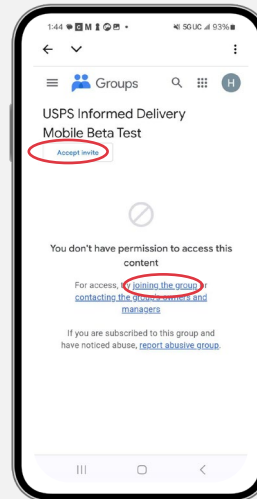 1:44 5G UC 93%
Groups H
USPS Informed Delivery
Mobile Beta Test
Accept invite
You don't have permission to access this
content
For access, try joining the group or
contacting the group's owners and
managers
If you are subscribed to this group and
have noticed abuse, report abusive group.